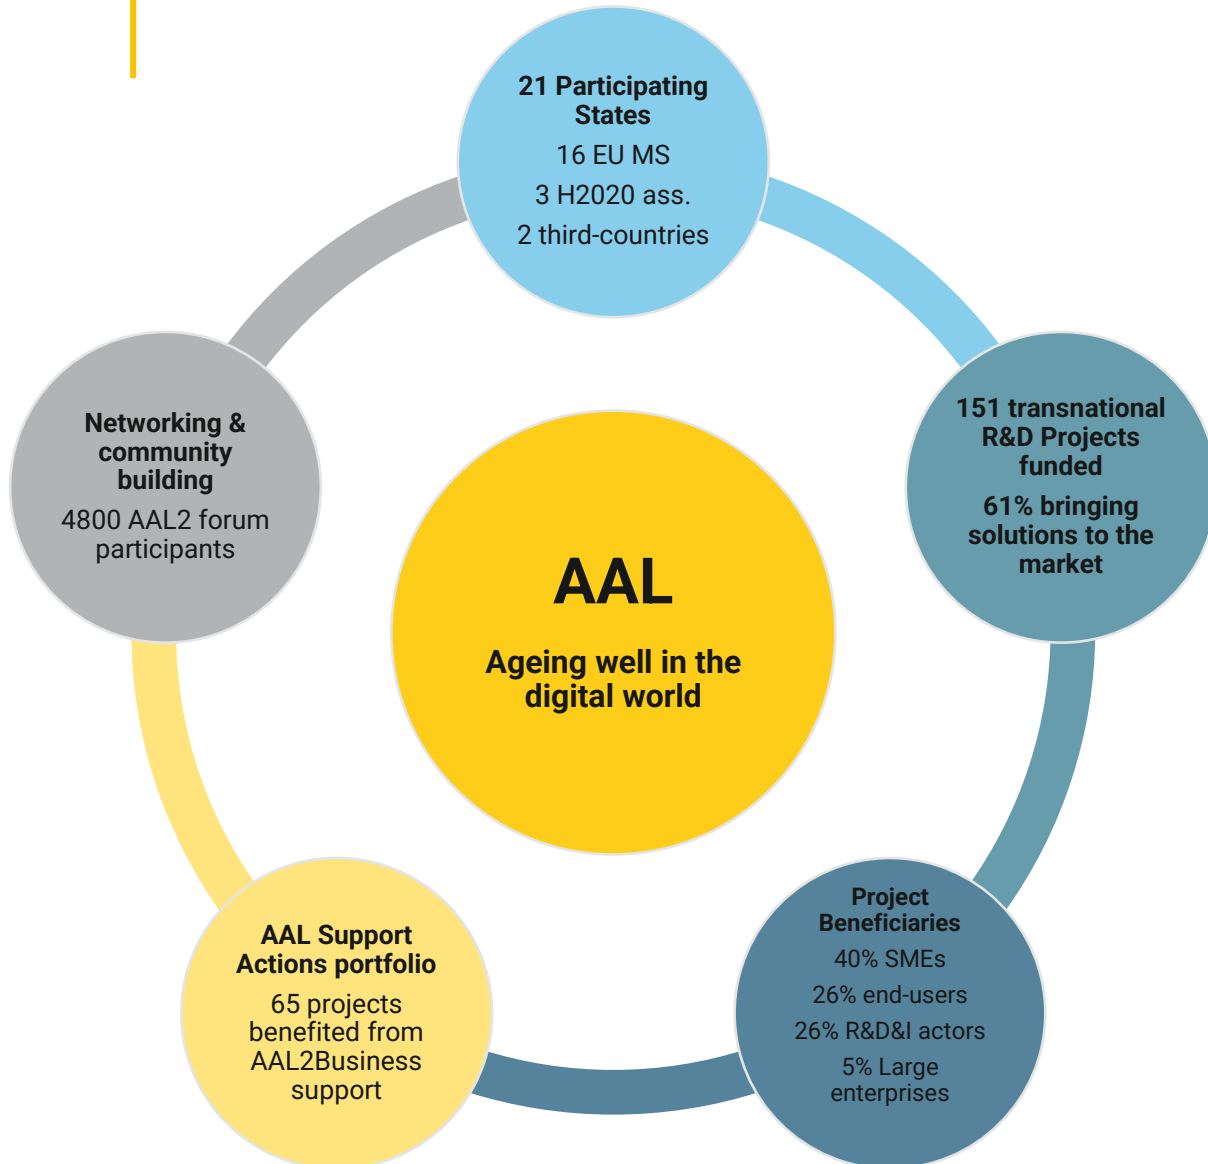 21 Participating
States
16 EU MS
3 H2020 ass.
2 third-countries
151 transnational
R&D Projects
funded
61% bringing
solutions to the
market
Project
Beneficiaries
40% SMEs
26% end-users
26% R&D&I actors
5% Large
enterprises
AAL Support
Actions portfolio
65 projects
benefited from
AAL2Business
support
Networking &
community
building
4800 AAL2 forum
participants
AAL
Ageing well in the
digital world